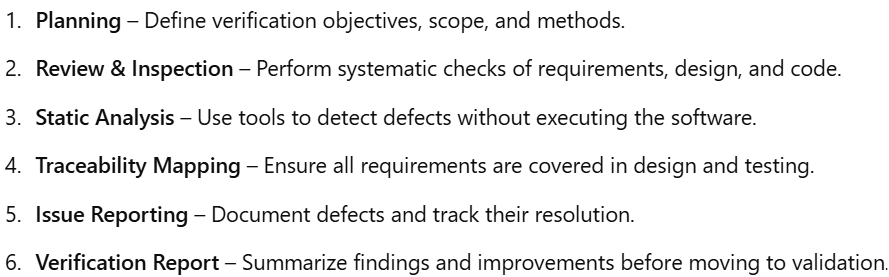 1. Planning – Define verification objectives, scope, and methods.
2. Review & Inspection – Perform systematic checks of requirements, design, and code.
3. Static Analysis – Use tools to detect defects without executing the software.
4. Traceability Mapping – Ensure all requirements are covered in design and testing.
5. Issue Reporting – Document defects and track their resolution.
6. Verification Report – Summarize findings and improvements before moving to validation.